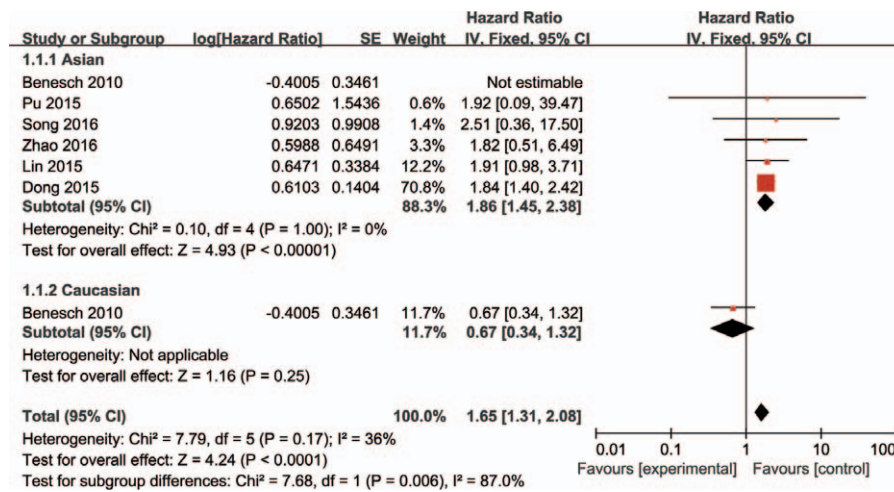 Hazard Ratio Hazard Ratio
Study or Subgroup log[Hazard Ratio] SE Weight IV, Fixed, 95% CI IV, Fixed, 95% CI
1.1.1 Asian
Benesch 2010 -0.4005 0.3461 Not estimable
Pu 2015 0.6502 1.5436 0.6% 1.92 [0.09, 39.47]
Song 2016 0.9203 0.9908 1.4% 2.51 [0.36, 17.50]
Zhao 2016 0.5988 0.6491 3.3% 1.82 [0.51, 6.49]
Lin 2015 0.6471 0.3384 12.2% 1.91 [0.98, 3.71]
Dong 2015 0.6103 0.1404 70.8% 1.84 [1.40, 2.42]
Subtotal (95% CI) 88.3% 1.86 [1.45, 2.38]
Heterogeneity: Chi² = 0.10, df = 4 (P = 1.00); I² = 0%
Test for overall effect: Z = 4.93 (P < 0.00001)
1.1.2 Caucasian
Benesch 2010 -0.4005 0.3461 11.7% 0.67 [0.34, 1.32]
Subtotal (95% CI) 11.7% 0.67 [0.34, 1.32]
Heterogeneity: Not applicable
Test for overall effect: Z = 1.16 (P = 0.25)
Total (95% CI) 100.0% 1.65 [1.31, 2.08]
Heterogeneity: Chi² = 7.79, df = 5 (P = 0.17); I² = 36%
0.01 0.1 1 10 100
Test for overall effect: Z = 4.24 (P < 0.0001)
Favours [experimental] Favours [control]
Test for subgroup differences: Chi² = 7.68, df = 1 (P = 0.006), I² = 87.0%